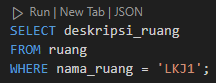 Run | New Tab | JSON
SELECT deskripsi_ruang
FROM ruang
WHERE nama_ruang = 'LKJ1';